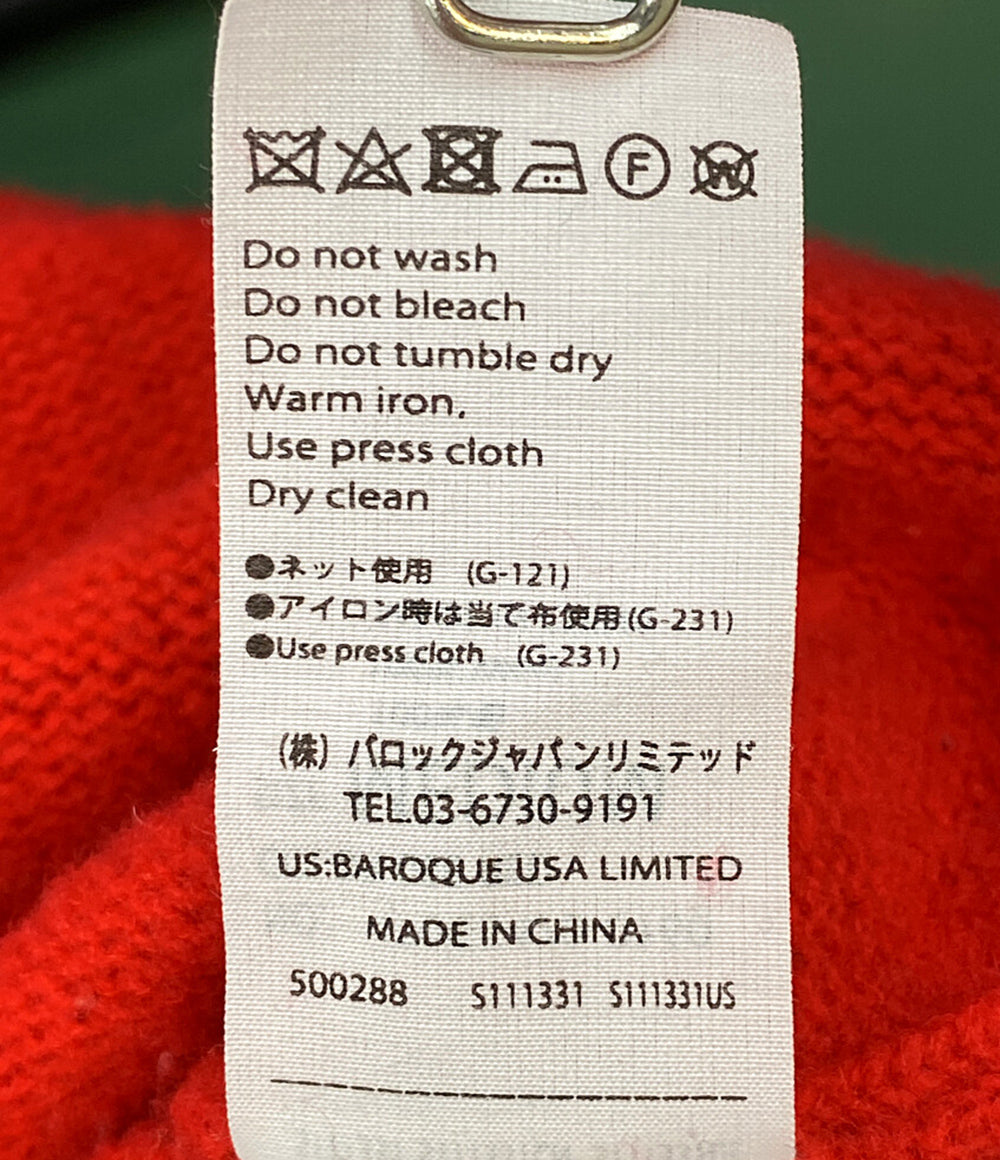 F W
Do not wash
Do not bleach
Do not tumble dry
Warm iron.
Use press cloth
Dry clean
●ネット使用 (G-121)
●アイロン時は当て布使用(G-231)
●Use press cloth (G-231)
(株) バロックジャパンリミテッド
TEL.03-6730-9191
US:BAROQUE USA LIMITED
MADE IN CHINA
500288 S111331 S111331US